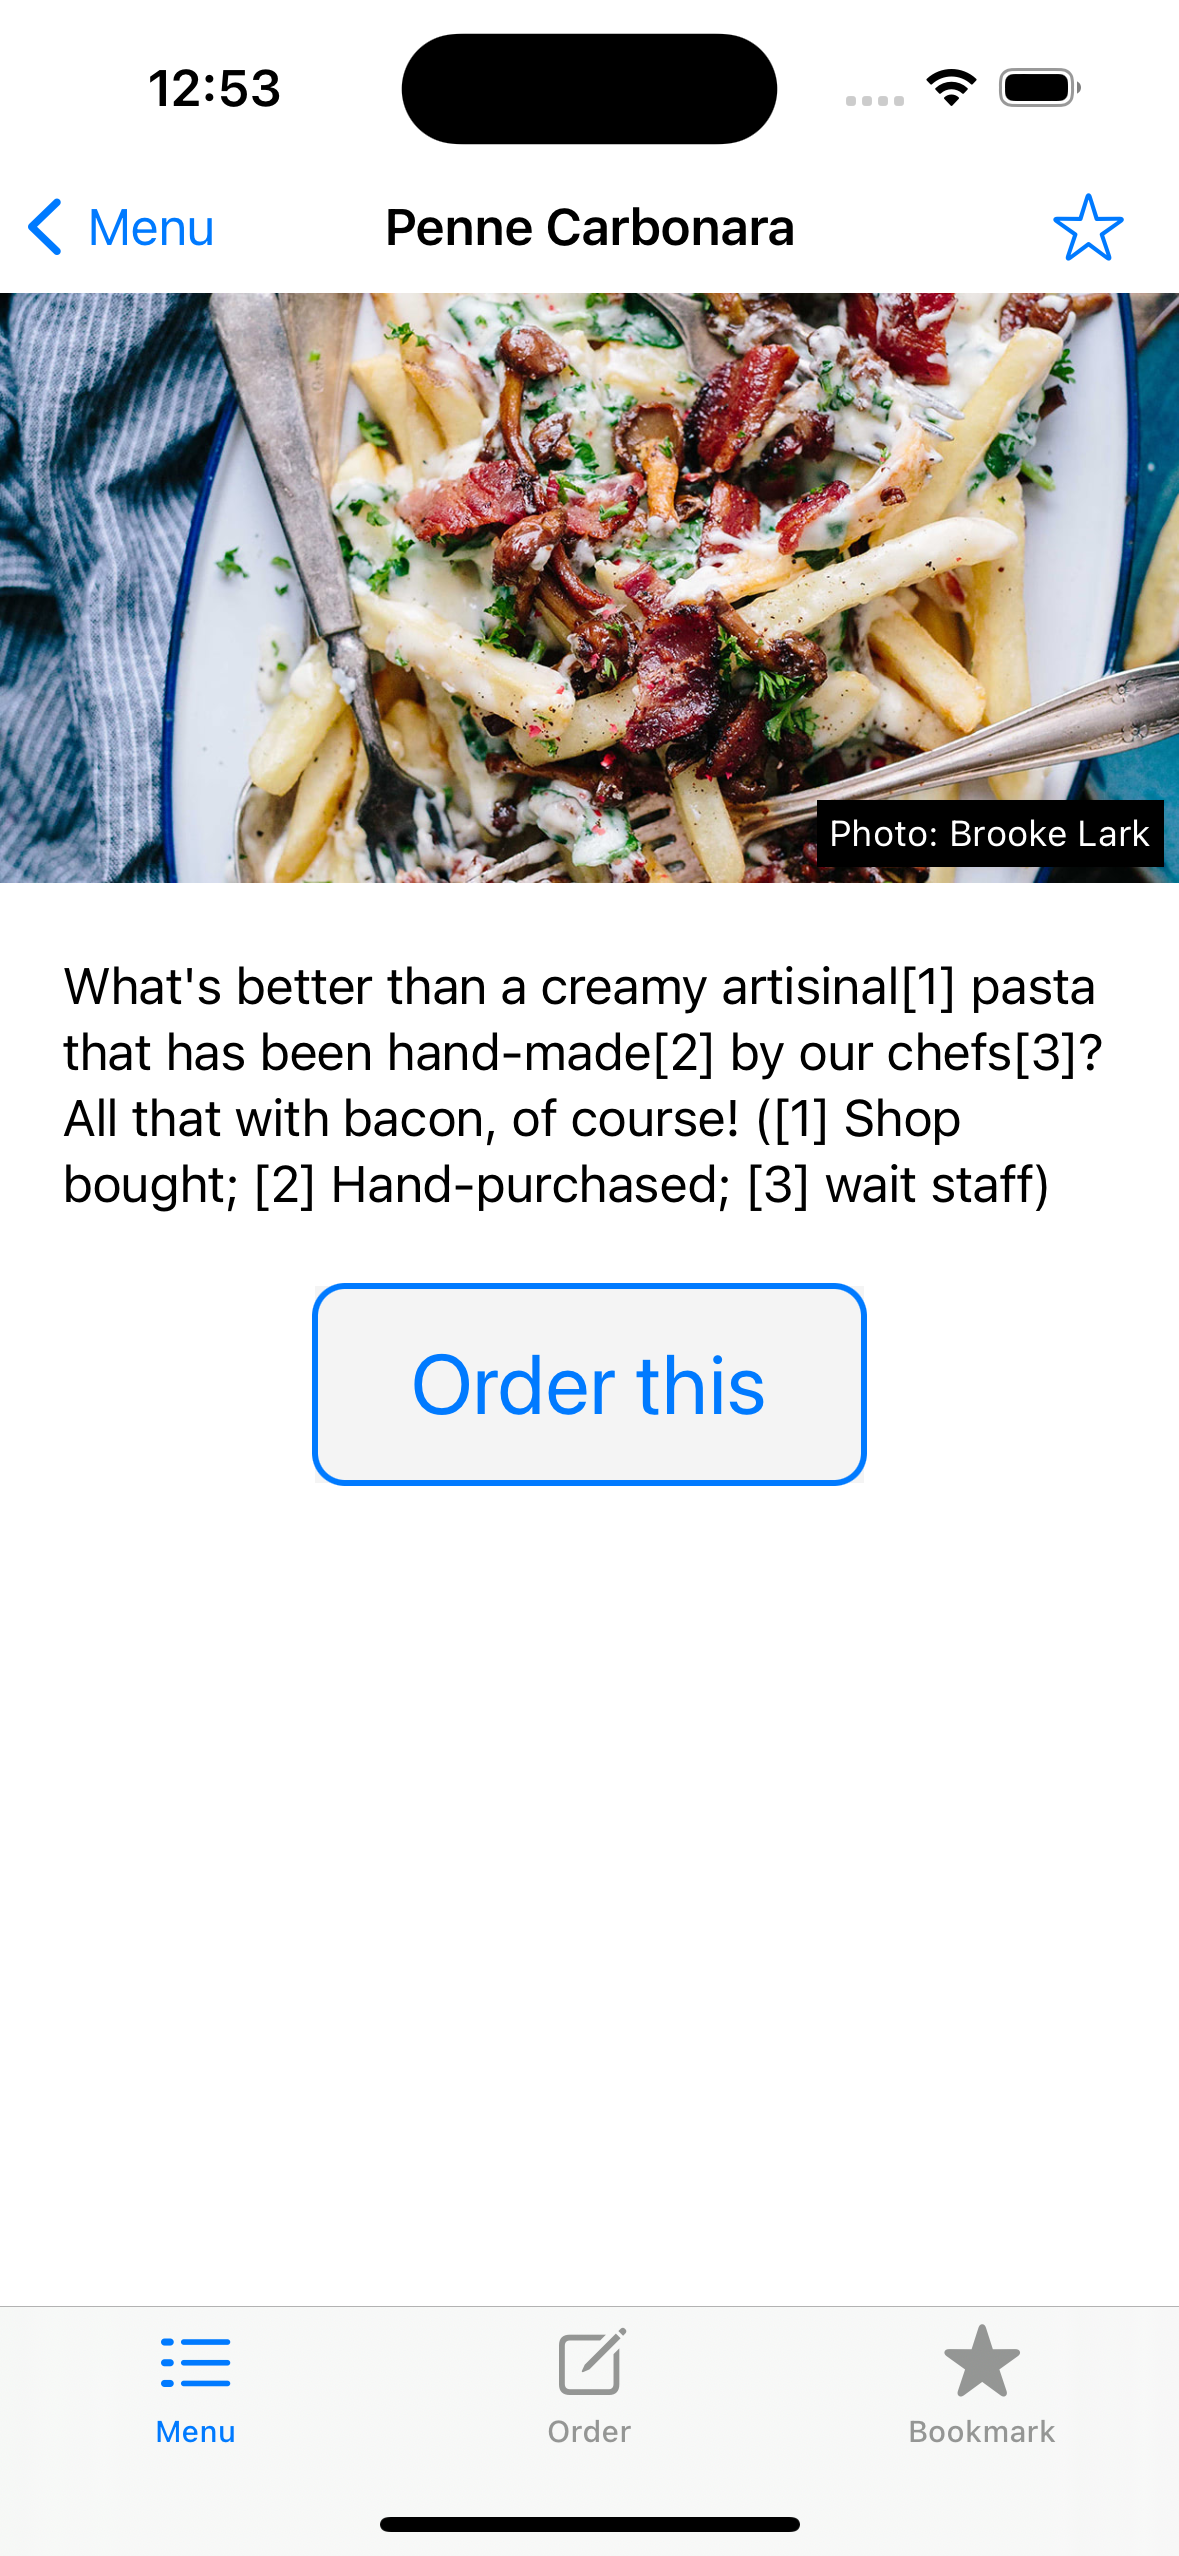 12:53
Menu
Penne Carbonara
Photo: Brooke Lark
What's better than a creamy artisinal[1] pasta
that has been hand-made[2] by our chefs[3]?
All that with bacon, of course! ([1] Shop
bought; [2] Hand-purchased; [3] wait staff)
Order this
Menu
Order
Bookmark